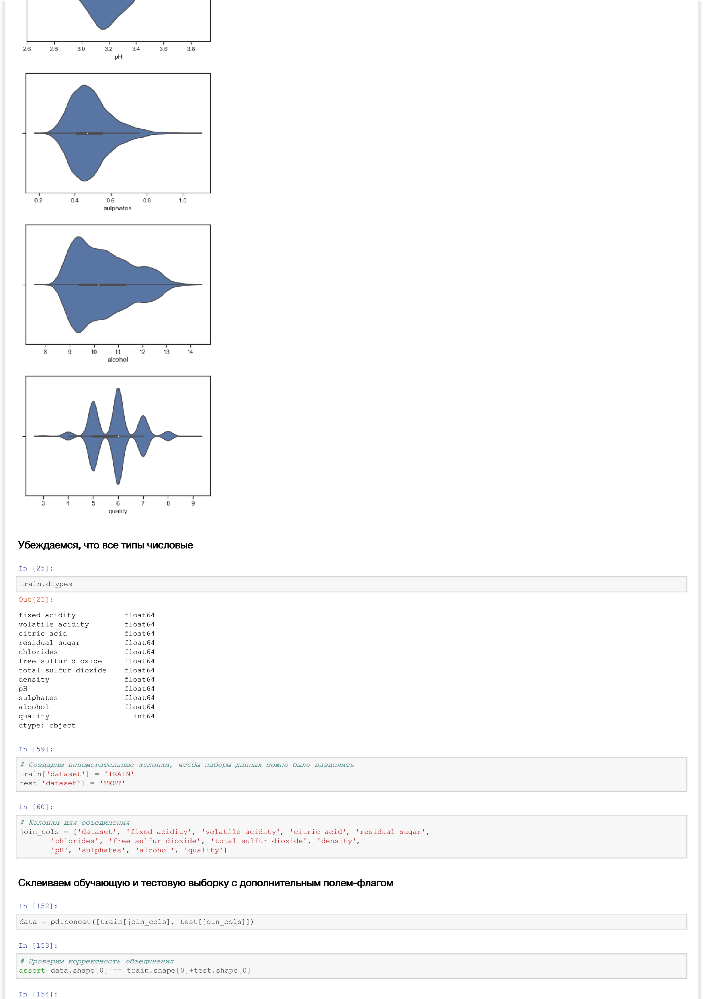 2.6 2.8 3.0 3.2 3.4 3.6 3.8
pH
0.2 0.4 0.6 0.8 1.0
sulphates
8 9 10 11 12 13 14
alcohol
3 4 5 6 7 8 9
quality
Убеждаемся, что все типы числовые
In [25]:
train.dtypes
Out[25]:
fixed acidity float64
volatile acidity float64
citric acid float64
residual sugar float64
chlorides float64
free sulfur dioxide float64
total sulfur dioxide float64
density float64
pH float64
sulphates float64
alcohol float64
quality int64
dtype: object
In [59]:
# Создадим вспомогательные колонки, чтобы наборы данных можно было разделить
train['dataset'] = 'TRAIN'
test['dataset'] = 'TEST'
In [60]:
# Колонки для объединения
join_cols = ['dataset', 'fixed acidity', 'volatile acidity', 'citric acid', 'residual sugar',
'chlorides', 'free sulfur dioxide', 'total sulfur dioxide', 'density',
'pH', 'sulphates', 'alcohol', 'quality']
Склеиваем обучающую и тестовую выборку с дополнительным полем-флагом
In [152]:
data = pd.concat([train[join_cols], test[join_cols]])
In [153]:
# Проверим корректность объединения
assert data.shape[0] == train.shape[0]+test.shape[0]
In [154]: